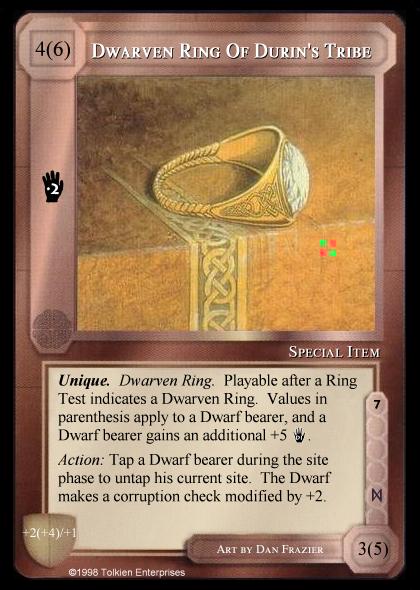 4(6) DWARVEN RING OF DURIN'S TRIBE
2
SPECIAL ITEM
Unique. Dwarven Ring. Playable after a Ring
Test indicates a Dwarven Ring. Values in
parenthesis apply to a Dwarf bearer, and a
Dwarf bearer gains an additional +5 .
Action: Tap a Dwarf bearer during the site
phase to untap his current site. The Dwarf
makes a corruption check modified by +2.
7
+2(+4)/+1
ART BY DAN FRAZIER
3(5)
©1998 Tolkien Enterprises